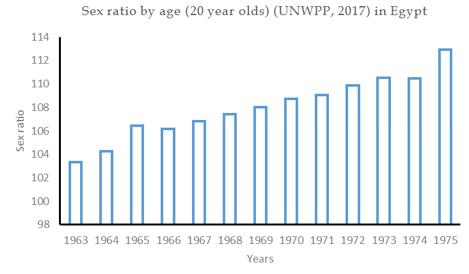 Sex ratio by age (20 year olds) (UNWPP, 2017) in Egypt
114
112
110
108
106
104
102
100
98
Sex ratio
1963 1964 1965 1966 1967 1968 1969 1970 1971 1972 1973 1974 1975
Years